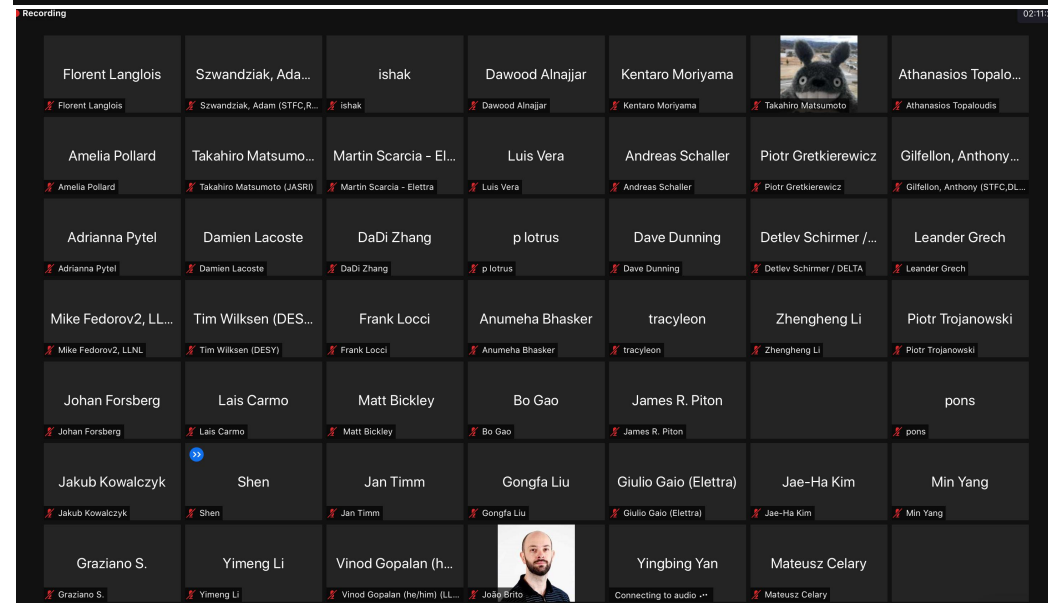 Recording
02:11:
Florent Langlois
Szwandziak, Ada...
ishak
Dawood Alnajjar
Kentaro Moriyama
Athanasios Topalo...
Florent Langlois
Szwandziak, Adam (STFC,R...
ishak
Dawood Alnajjar
Kentaro Moriyama
Takahiro Matsumoto
Athanasios Topaloudis
Amelia Pollard
Takahiro Matsumo...
Martin Scarcia - El...
Luis Vera
Andreas Schaller
Piotr Gretkierewicz
Gilfellon, Anthony...
Amelia Pollard
Takahiro Matsumoto (JASRI)
Martin Scarcia - Elettra
Luis Vera
Andreas Schaller
Piotr Gretkierewicz
Gilfellon, Anthony (STFC,DL...
Adrianna Pytel
Damien Lacoste
DaDi Zhang
p lotrus
Dave Dunning
Detlev Schirmer /...
Leander Grech
Adrianna Pytel
Damien Lacoste
DaDi Zhang
p lotrus
Dave Dunning
Detlev Schirmer / DELTA
Leander Grech
Mike Fedorov2, LL...
Tim Wilksen (DES...
Frank Locci
Anumeha Bhasker
tracyleon
Zhengheng Li
Piotr Trojanowski
Mike Fedorov2, LLNL
Tim Wilksen (DESY)
Frank Locci
Anumeha Bhasker
tracyleon
Zhengheng Li
Piotr Trojanowski
Johan Forsberg
Lais Carmo
Matt Bickley
Bo Gao
James R. Piton
pons
Johan Forsberg
Lais Carmo
Matt Bickley
Bo Gao
James R. Piton
pons
Jakub Kowalczyk
Shen
Jan Timm
Gongfa Liu
Giulio Gaio (Elettra)
Jae-Ha Kim
Min Yang
Jakub Kowalczyk
Shen
Jan Timm
Gongfa Liu
Giulio Gaio (Elettra)
Jae-Ha Kim
Min Yang
Graziano S.
Yimeng Li
Vinod Gopalan (h...
Yingbing Yan
Mateusz Celary
Graziano S.
Yimeng Li
Vinod Gopalan (he/him) (LL...
João Brito
Connecting to audio ···
Mateusz Celary